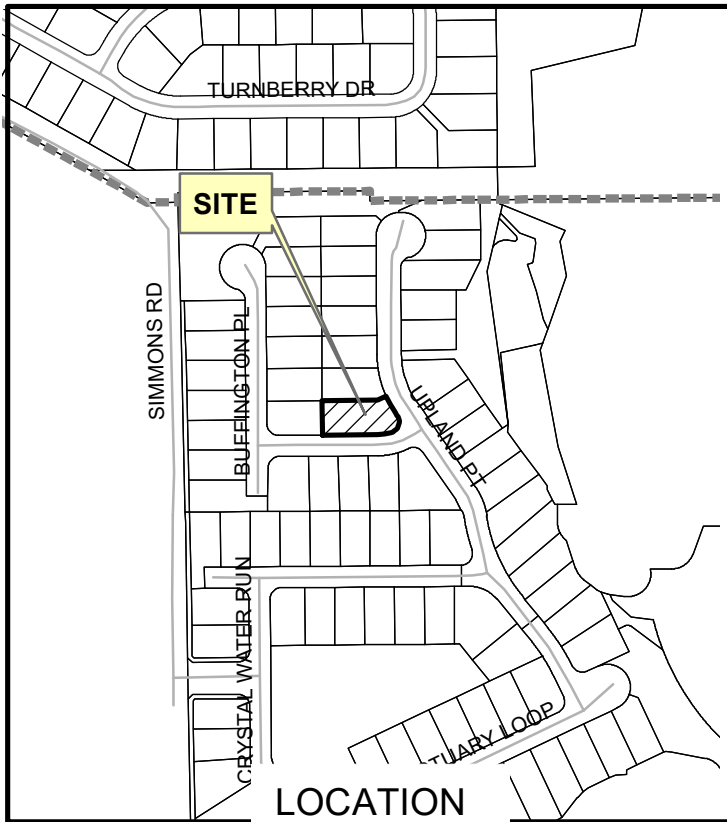 TURNBERRY DR
SITE
SIMMONS RD
BUFFINGTON PL
UPLAND PT
CRYSTAL WATER RUN
TUARY LOOP
LOCATION